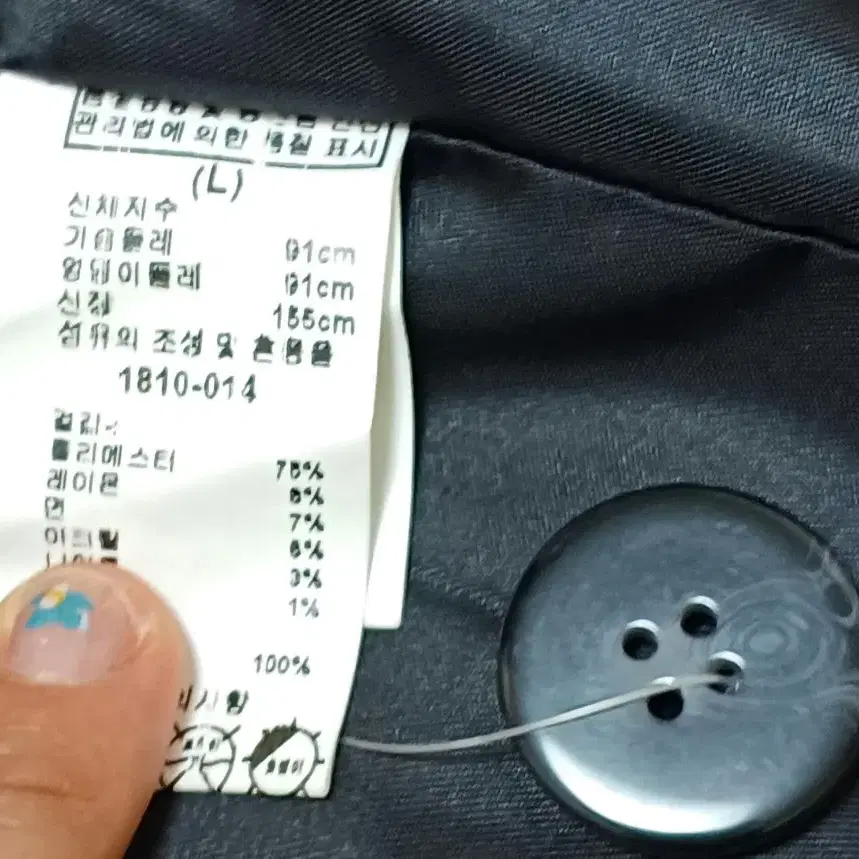 관리법에 의한 품질 표시
(L)
신체치수
가슴둘레 91cm
엉덩이둘레 91cm
신장 155cm
섬유의 조성 및 혼용율
1810-014
겉감
폴리에스터 75%
레이온 8%
면 7%
아크릴 6%
3%
1%
100%